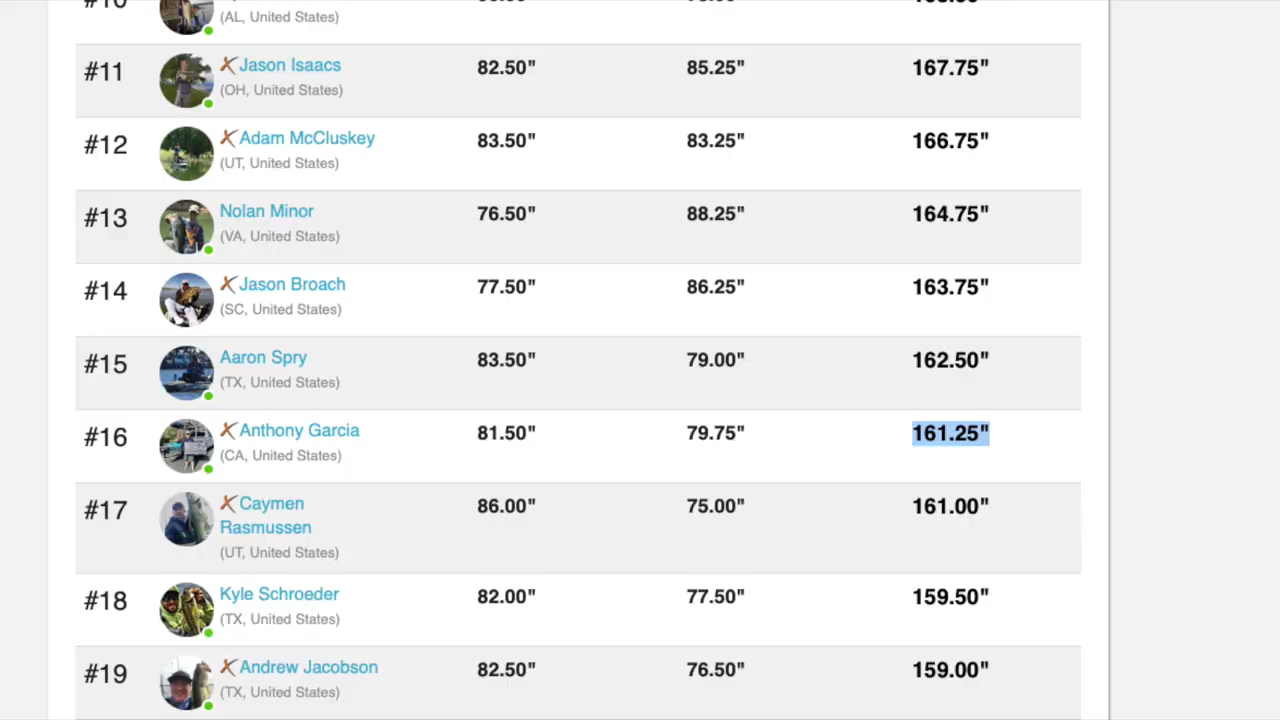 (AL, United States)
#11 Jason Isaacs 82.50" 85.25" 167.75"
(OH, United States)
#12 Adam McCluskey 83.50" 83.25" 166.75"
(UT, United States)
#13 Nolan Minor 76.50" 88.25" 164.75"
(VA, United States)
#14 Jason Broach 77.50" 86.25" 163.75"
(SC, United States)
#15 Aaron Spry 83.50" 79.00" 162.50"
(TX, United States)
#16 Anthony Garcia 81.50" 79.75" 161.25"
(CA, United States)
#17 Caymen 86.00" 75.00" 161.00"
Rasmussen
(UT, United States)
#18 Kyle Schroeder 82.00" 77.50" 159.50"
(TX, United States)
#19 Andrew Jacobson 82.50" 76.50" 159.00"
(TX, United States)